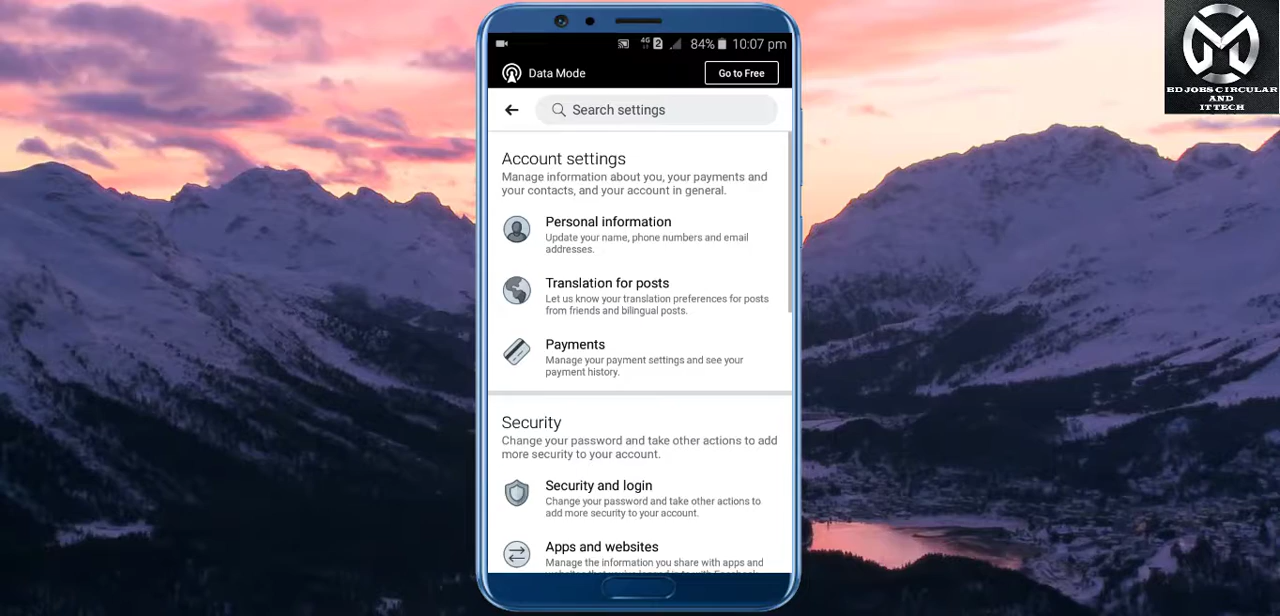 4G 2 84% 10:07 pm
Data Mode Go to Free
Search settings
Account settings
Manage information about you, your payments and
your contacts, and your account in general.
Personal information
Update your name, phone numbers and email
addresses.
Translation for posts
Let us know your translation preferences for posts
from friends and bilingual posts.
Payments
Manage your payment settings and see your
payment history.
Security
Change your password and take other actions to add
more security to your account.
Security and login
Change your password and take other actions to
add more security to your account.
Apps and websites
Manage the information you share with apps and
BD JOBS CIRCULAR
AND
IT TECH